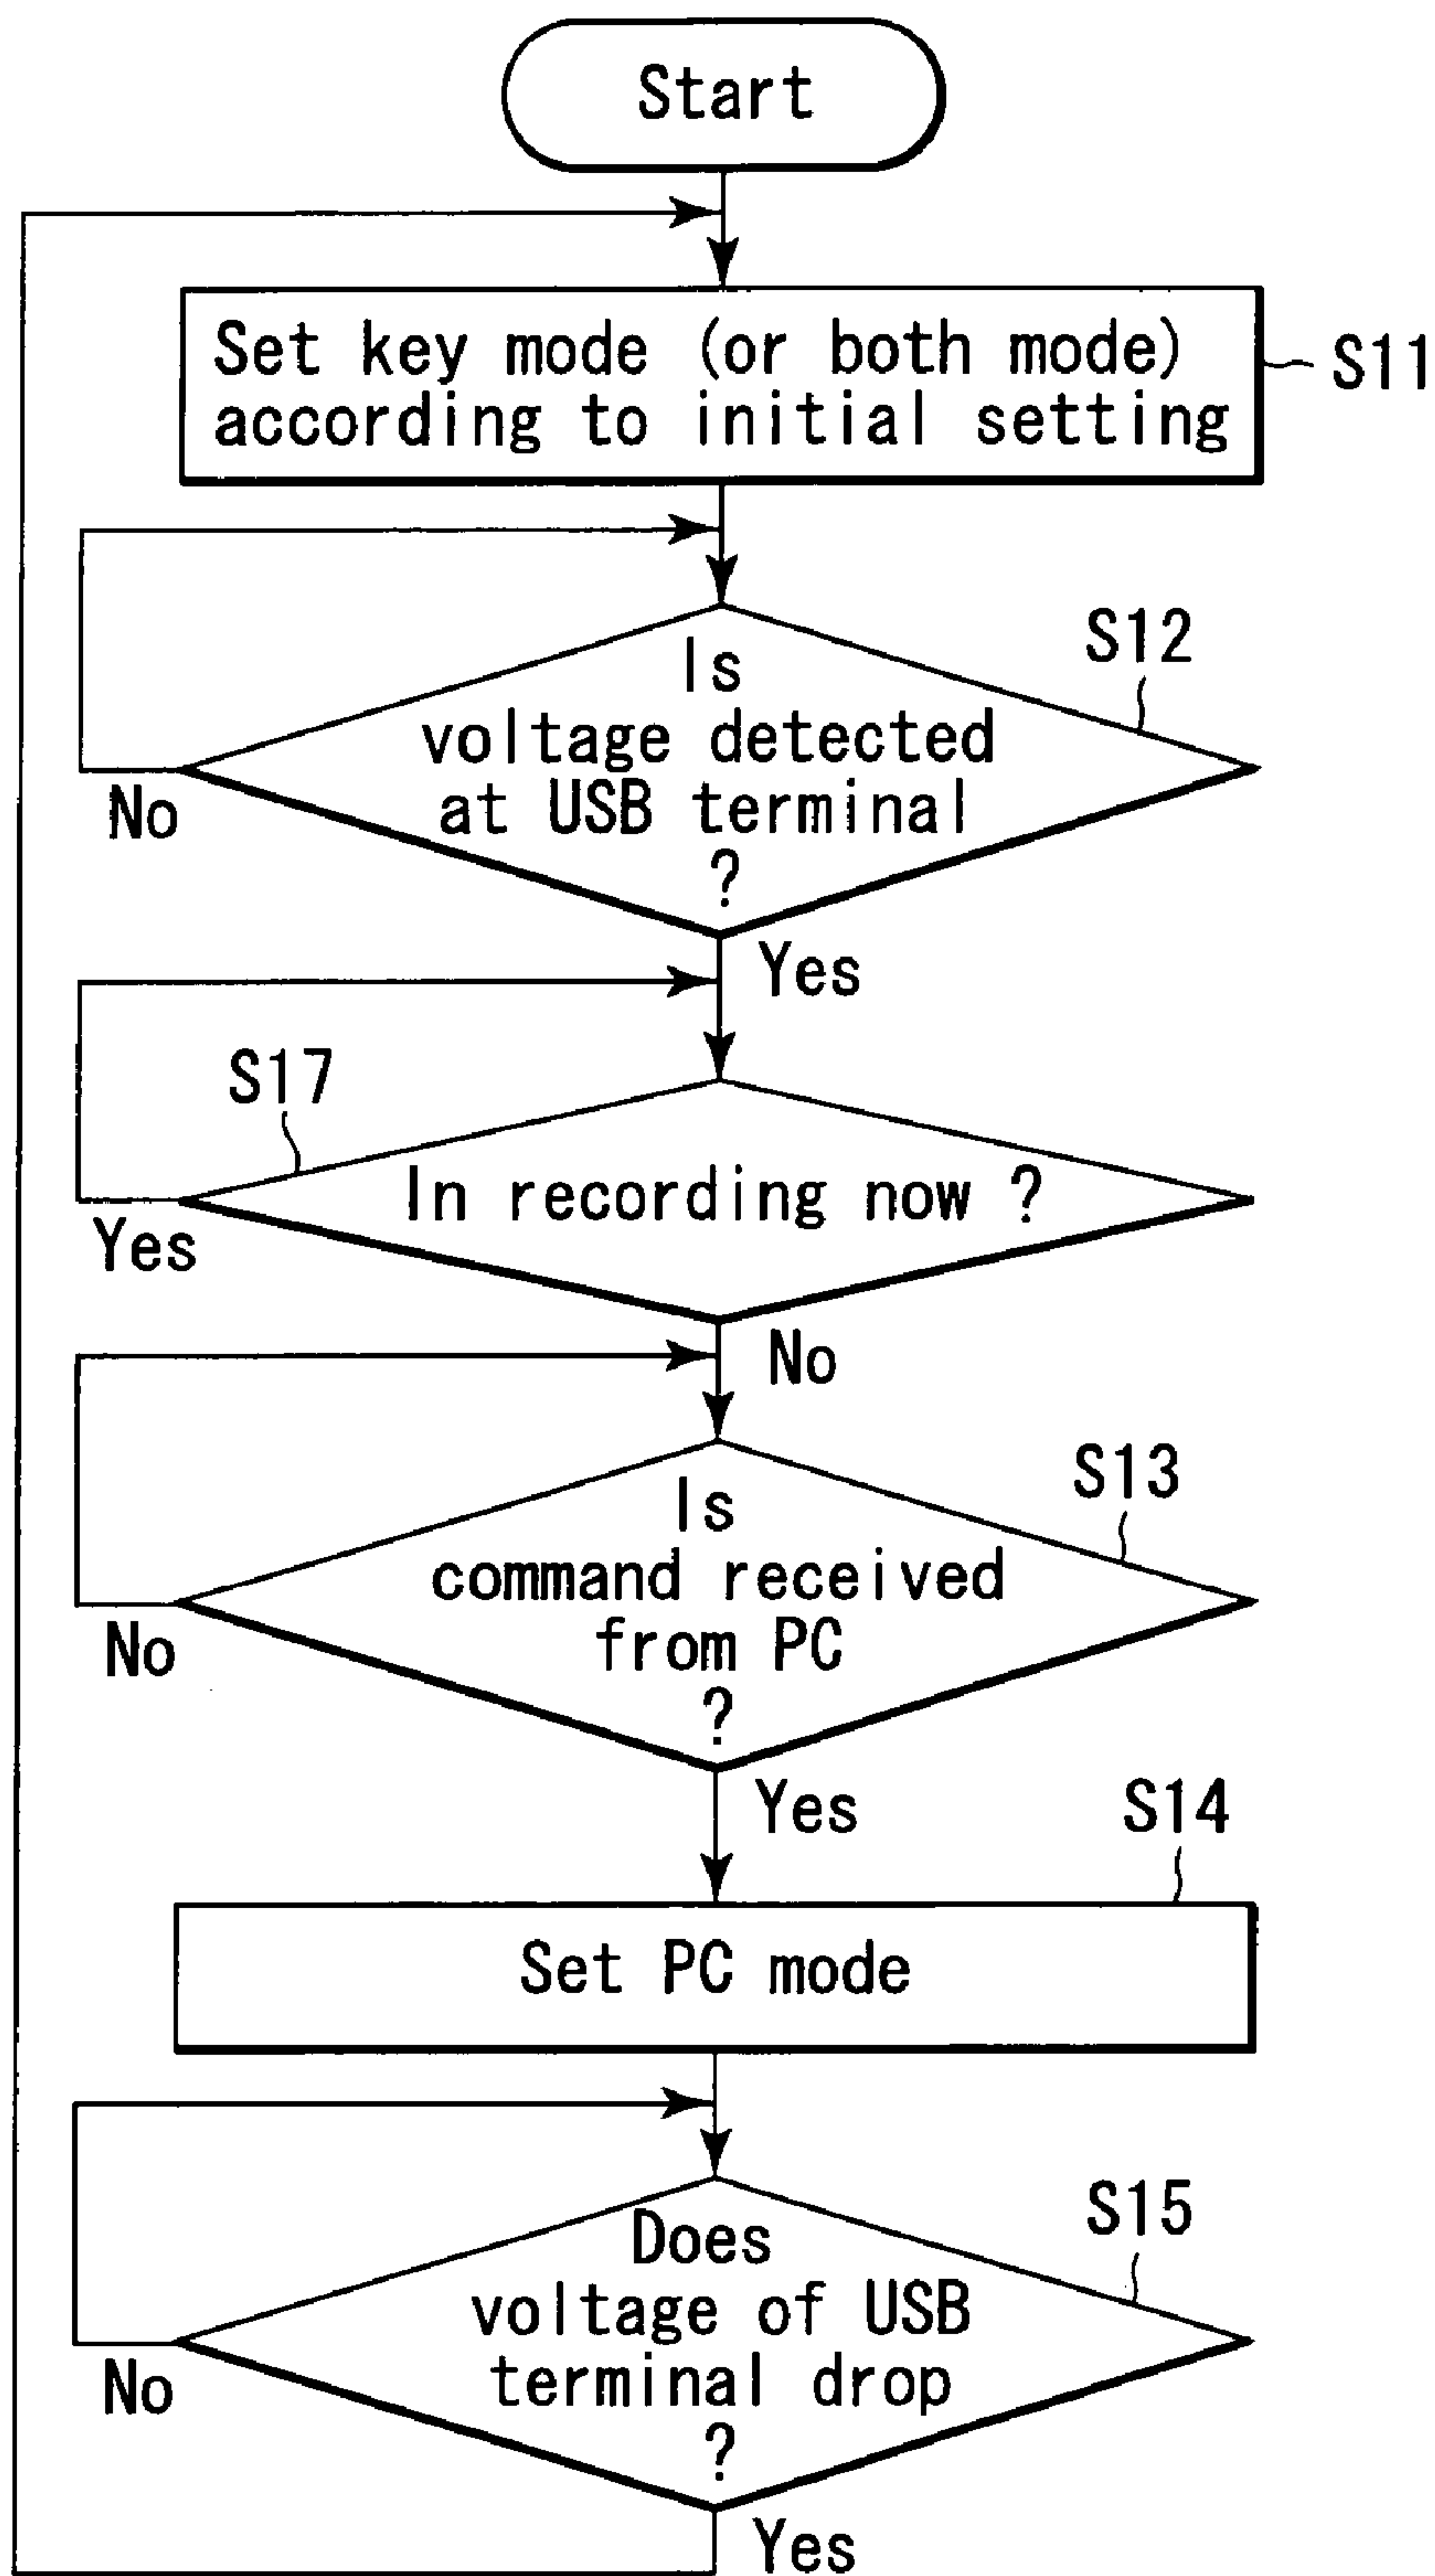 Start
Set key mode (or both mode)
according to initial setting
S11
S12
Is
voltage detected
at USB terminal
?
No
Yes
S17
In recording now ?
Yes
No
S13
Is
command received
from PC
?
No
Yes
S14
Set PC mode
S15
Does
voltage of USB
terminal drop
?
No
Yes